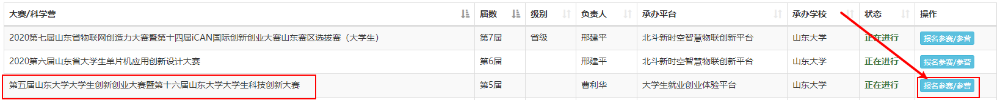 大赛/科学营 届数 级别 负责人 承办平台 承办学校 状态 操作
2020第七届山东省物联网创造力大赛暨第十四届iCAN国际创新创业大赛山东赛区选拔赛（大学生） 第7届 省级 邢建平 北斗新时空智慧物联创新平台 山东大学 正在进行 报名参赛/参营
2020第六届山东省大学生单片机应用创新设计大赛 第6届 邢建平 北斗新时空智慧物联创新平台 山东大学 正在进行 报名参赛/参营
第五届山东大学大学生创新创业大赛暨第十六届山东大学大学生科技创新大赛 第5届 曹利华 大学生就业创业体验平台 山东大学 正在进行 报名参赛/参营